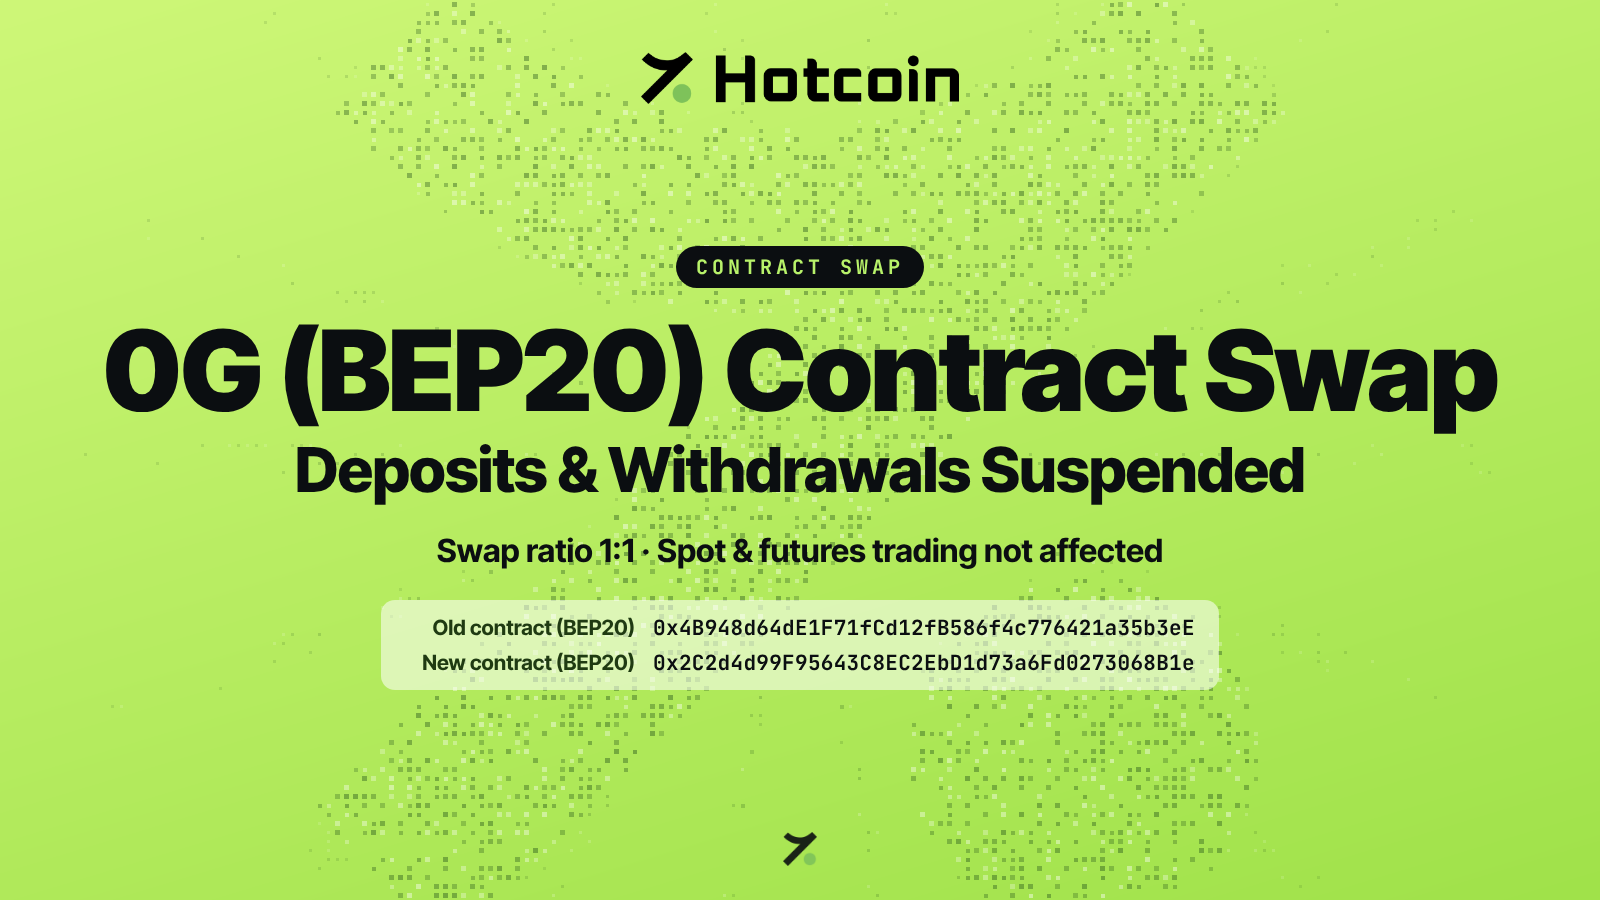 Hotcoin
CONTRACT SWAP
0G (BEP20) Contract Swap
Deposits & Withdrawals Suspended
Swap ratio 1:1 · Spot & futures trading not affected
Old contract (BEP20) 0x4B948d64dE1F71fCd12fB586f4c776421a35b3eE
New contract (BEP20) 0x2C2d4d99F95643C8EC2EbD1d73a6Fd0273068B1e